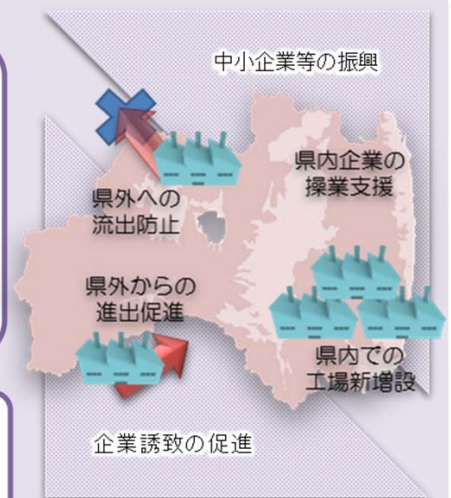 中小企業等の振興
県内企業の
操業支援
県外への
流出防止
県外からの
進出促進
県内での
工場新増設
企業誘致の促進